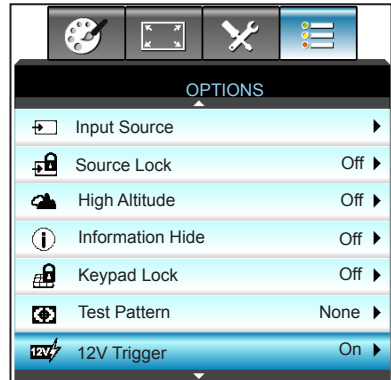 OPTIONS
Input Source
Source Lock Off
High Altitude Off
Information Hide Off
Keypad Lock Off
Test Pattern None
12V 12V Trigger On